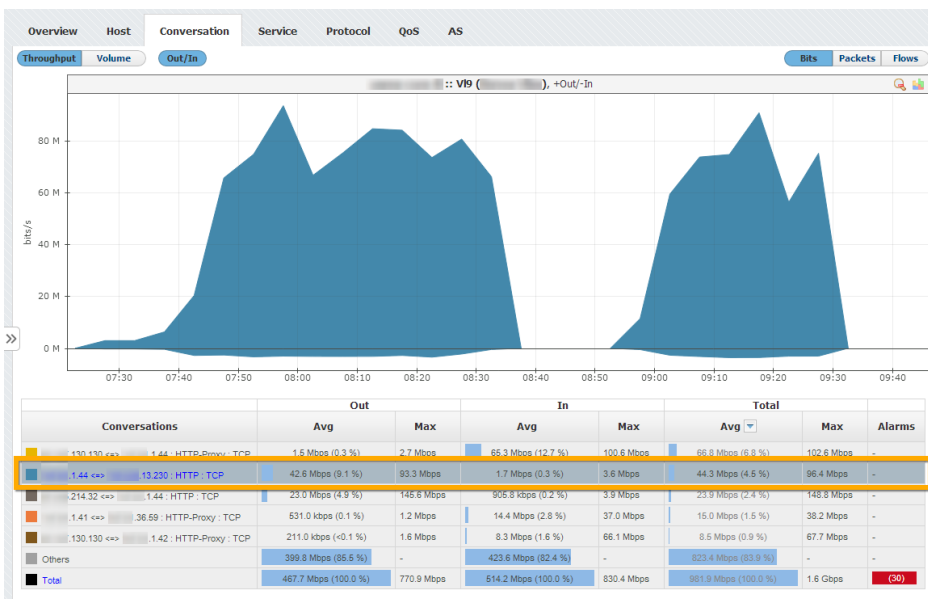 Overview Host Conversation Service Protocol QoS AS
Throughput Volume Out/In Bits Packets Flows
:: Vl9 ( ), +Out/-In
80 M
60 M
bits/s
40 M
20 M
0 M
07:30 07:40 07:50 08:00 08:10 08:20 08:30 08:40 08:50 09:00 09:10 09:20 09:30 09:40
Out In Total
Conversations Avg Max Avg Max Avg Max Alarms
.130.130 <=> .1.44 : HTTP-Proxy : TCP 1.5 Mbps (0.3 %) 2.7 Mbps 65.3 Mbps (12.7 %) 100.6 Mbps 66.8 Mbps (6.8 %) 102.6 Mbps -
.1.44 <=> .13.230 : HTTP : TCP 42.6 Mbps (9.1 %) 93.3 Mbps 1.7 Mbps (0.3 %) 3.6 Mbps 44.3 Mbps (4.5 %) 96.4 Mbps -
.214.32 <=> .1.44 : HTTP : TCP 23.0 Mbps (4.9 %) 145.6 Mbps 905.8 kbps (0.2 %) 3.9 Mbps 23.9 Mbps (2.4 %) 148.8 Mbps -
.1.41 <=> .36.59 : HTTP-Proxy : TCP 531.0 kbps (0.1 %) 1.2 Mbps 14.4 Mbps (2.8 %) 37.0 Mbps 15.0 Mbps (1.5 %) 38.2 Mbps -
.130.130 <=> .1.42 : HTTP-Proxy : TCP 211.0 kbps (<0.1 %) 1.6 Mbps 8.3 Mbps (1.6 %) 66.1 Mbps 8.5 Mbps (0.9 %) 67.7 Mbps -
Others 399.8 Mbps (85.5 %) - 423.6 Mbps (82.4 %) - 823.4 Mbps (83.9 %) - -
Total 467.7 Mbps (100.0 %) 770.9 Mbps 514.2 Mbps (100.0 %) 830.4 Mbps 981.9 Mbps (100.0 %) 1.6 Gbps (30)